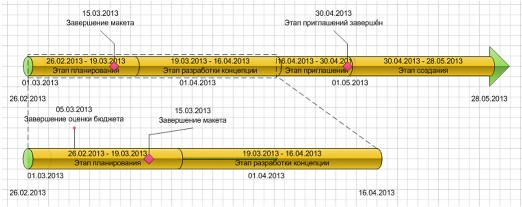 15.03.2013
Завершение макета
30.04.2013
Этап приглашений завершён
26.02.2013 - 19.03.2013
Этап планирования
19.03.2013 - 16.04.2013
Этап разработки концепции
16.04.2013 - 30.04.2013
Этап приглашений
30.04.2013 - 28.05.2013
Этап создания
01.03.2013
01.04.2013
01.05.2013
26.02.2013
28.05.2013
05.03.2013
Завершение оценки бюджета
15.03.2013
Завершение макета
26.02.2013 - 19.03.2013
Этап планирования
19.03.2013 - 16.04.2013
Этап разработки концепции
01.03.2013
01.04.2013
26.02.2013
16.04.2013